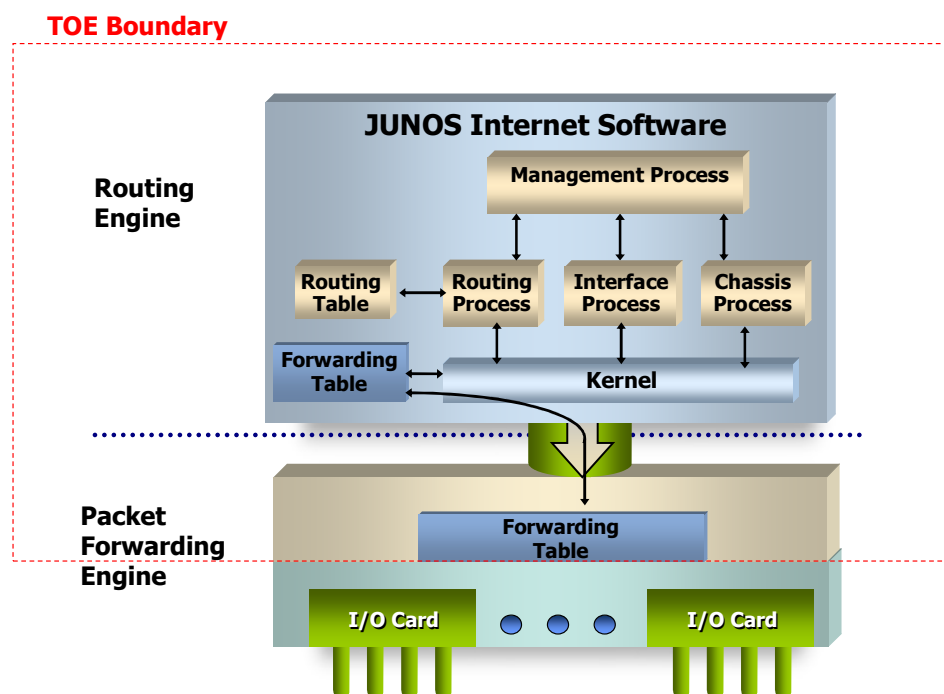 TOE Boundary
JUNOS Internet Software
Routing
Engine
Management Process
Routing
Table
Routing
Process
Interface
Process
Chassis
Process
Forwarding
Table
Kernel
Packet
Forwarding
Engine
Forwarding
Table
I/O Card
I/O Card